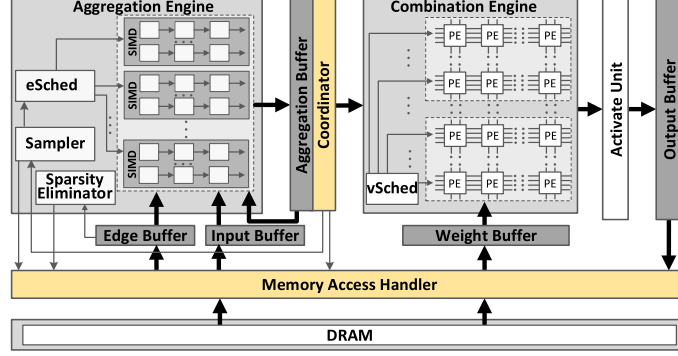 Aggregation Engine
Combination Engine
SIMD
SIMD
SIMD
eSched
Sampler
Sparsity
Eliminator
Aggregation Buffer
Coordinator
PE PE PE
PE PE PE
PE PE PE
PE PE PE
vSched
Activate Unit
Output Buffer
Edge Buffer
Input Buffer
Weight Buffer
Memory Access Handler
DRAM